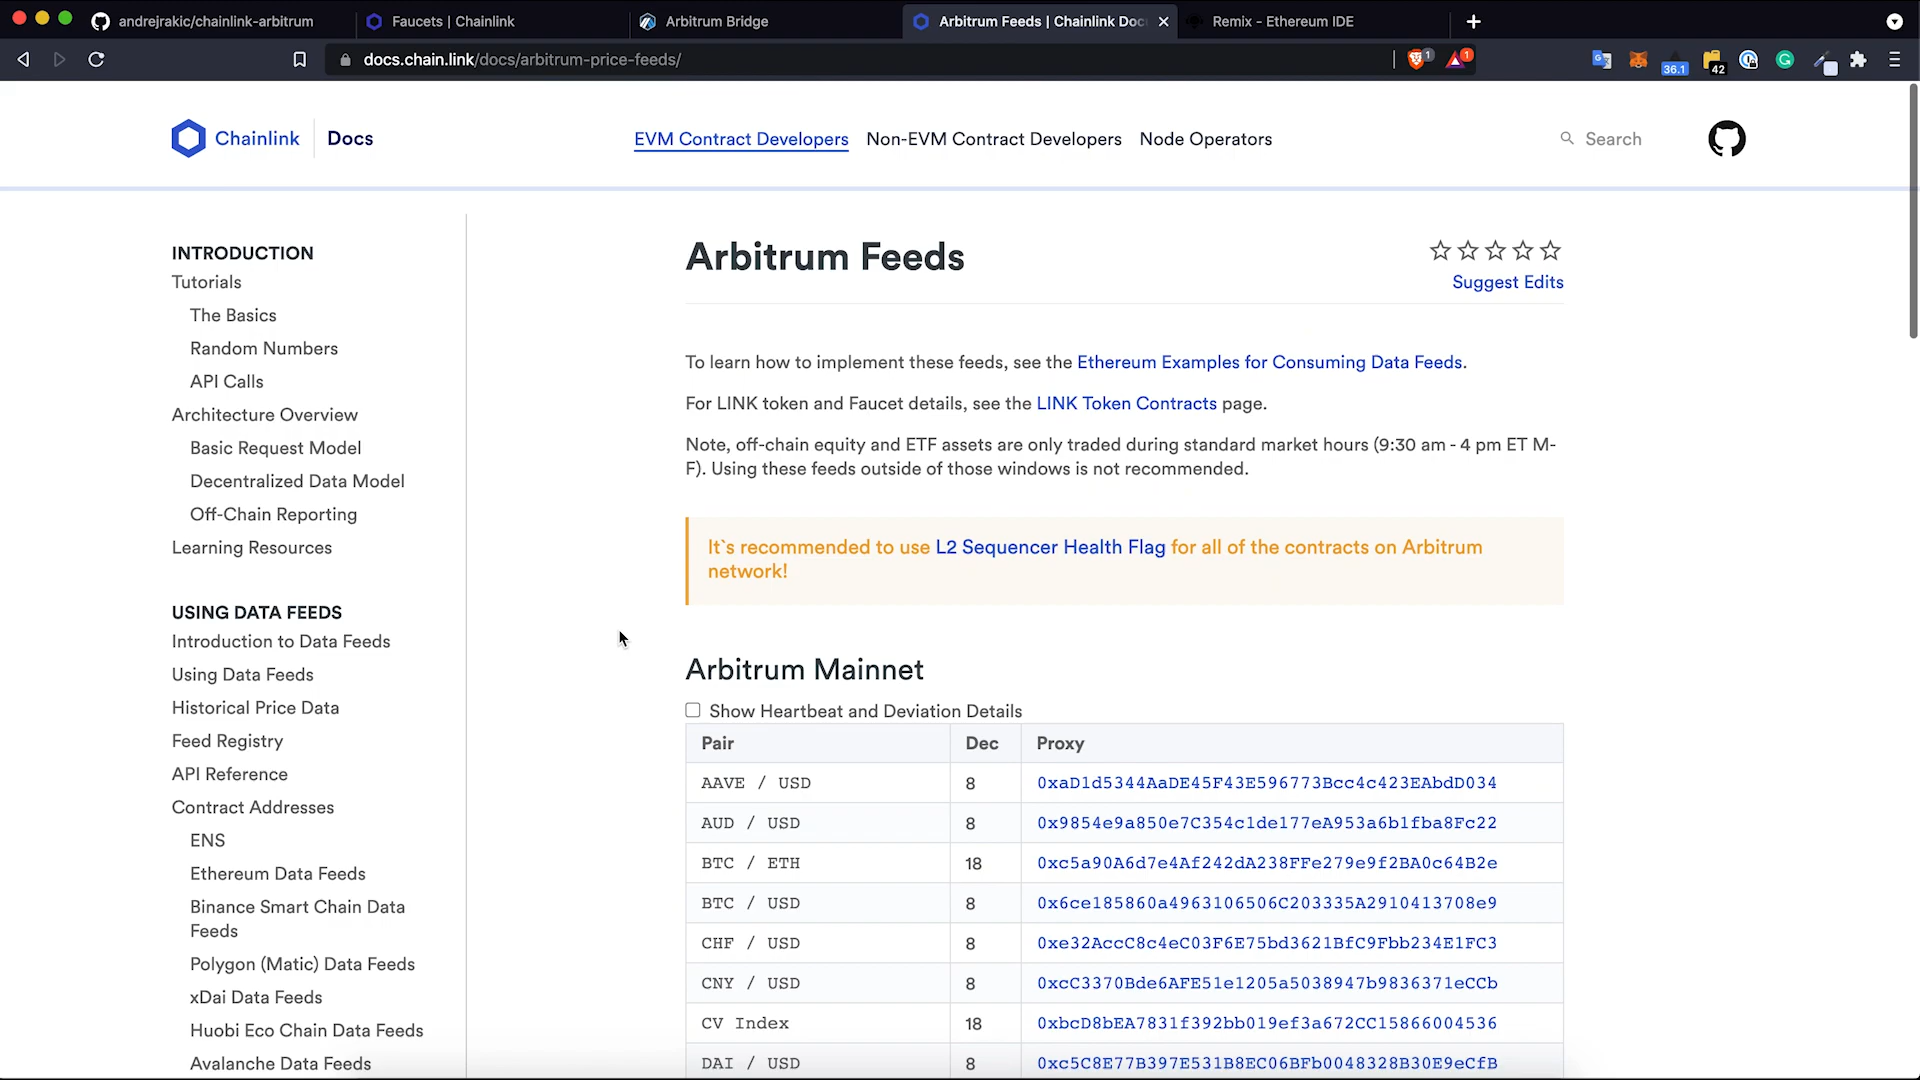 andrejrakic/chainlink-arbitrum
Faucets | Chainlink
Arbitrum Bridge
Arbitrum Feeds | Chainlink Doc
Remix - Ethereum IDE
docs.chain.link/docs/arbitrum-price-feeds/
1
1
36.1
42
Chainlink
Docs
EVM Contract Developers
Non-EVM Contract Developers
Node Operators
Search
INTRODUCTION
Tutorials
The Basics
Random Numbers
API Calls
Architecture Overview
Basic Request Model
Decentralized Data Model
Off-Chain Reporting
Learning Resources
USING DATA FEEDS
Introduction to Data Feeds
Using Data Feeds
Historical Price Data
Feed Registry
API Reference
Contract Addresses
ENS
Ethereum Data Feeds
Binance Smart Chain Data
Feeds
Polygon (Matic) Data Feeds
xDai Data Feeds
Huobi Eco Chain Data Feeds
Avalanche Data Feeds
Arbitrum Feeds
Suggest Edits
To learn how to implement these feeds, see the Ethereum Examples for Consuming Data Feeds.
For LINK token and Faucet details, see the LINK Token Contracts page.
Note, off-chain equity and ETF assets are only traded during standard market hours (9:30 am - 4 pm ET M-
F). Using these feeds outside of those windows is not recommended.
It`s recommended to use L2 Sequencer Health Flag for all of the contracts on Arbitrum
network!
Arbitrum Mainnet
Show Heartbeat and Deviation Details
Pair Dec Proxy
AAVE / USD 8 0xaD1d5344AaDE45F43E596773Bcc4c423EAbdD034
AUD / USD 8 0x9854e9a850e7C354c1de177eA953a6b1fba8Fc22
BTC / ETH 18 0xc5a90A6d7e4Af242dA238FFe279e9f2BA0c64B2e
BTC / USD 8 0x6ce185860a4963106506C203335A2910413708e9
CHF / USD 8 0xe32AccC8c4eC03F6E75bd3621BfC9Fbb234E1FC3
CNY / USD 8 0xcC3370Bde6AFE51e1205a5038947b9836371eCCb
CV Index 18 0xbcD8bEA7831f392bb019ef3a672CC15866004536
DAI / USD 8 0xc5C8E77B397E531B8EC06BFb0048328B30E9eCfB